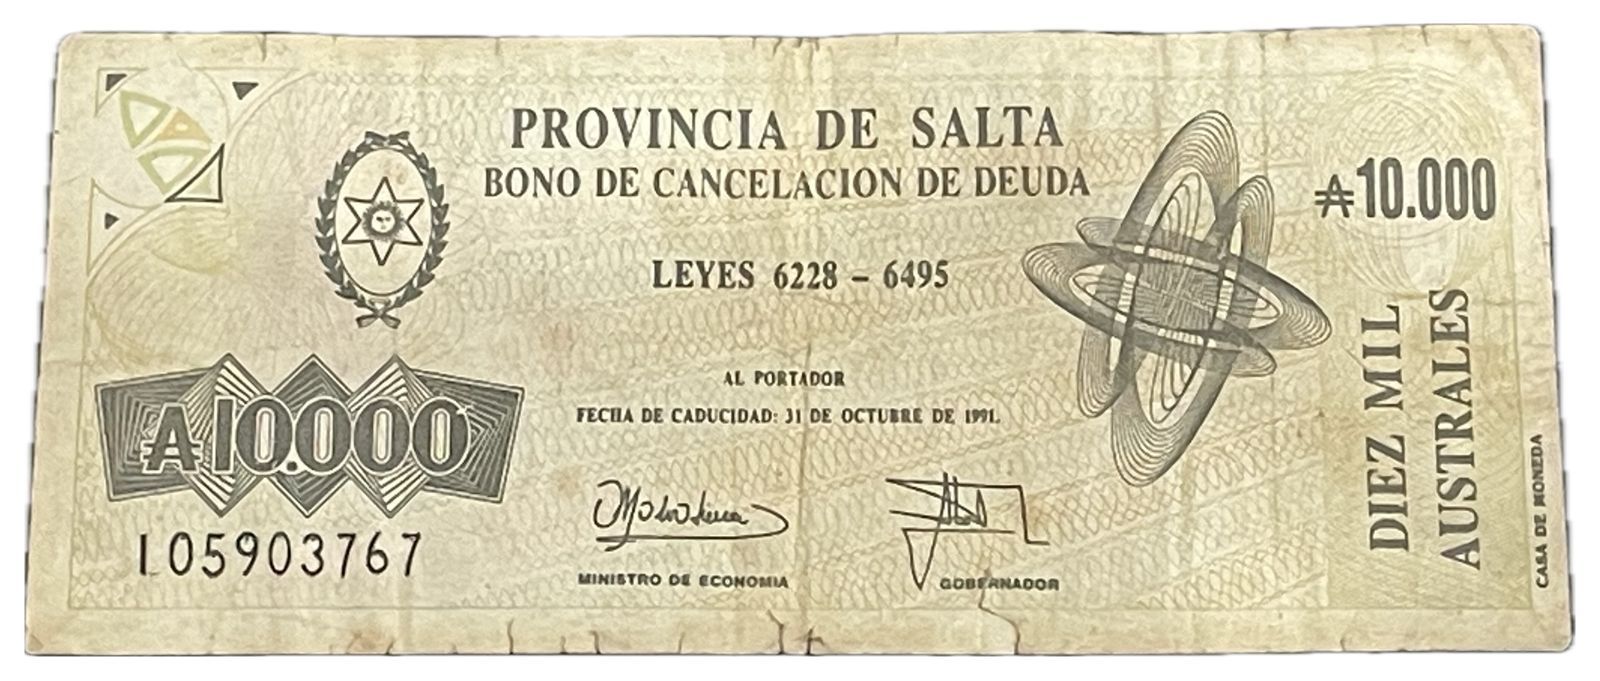 PROVINCIA DE SALTA
BONO DE CANCELACION DE DEUDA
₳10.000
LEYES 6228 – 6495
AL PORTADOR
FECHA DE CADUCIDAD: 31 DE OCTUBRE DE 1991.
₳10.000
I 05903767
MINISTRO DE ECONOMIA
GOBERNADOR
DIEZ MIL
AUSTRALES
CASA DE MONEDA